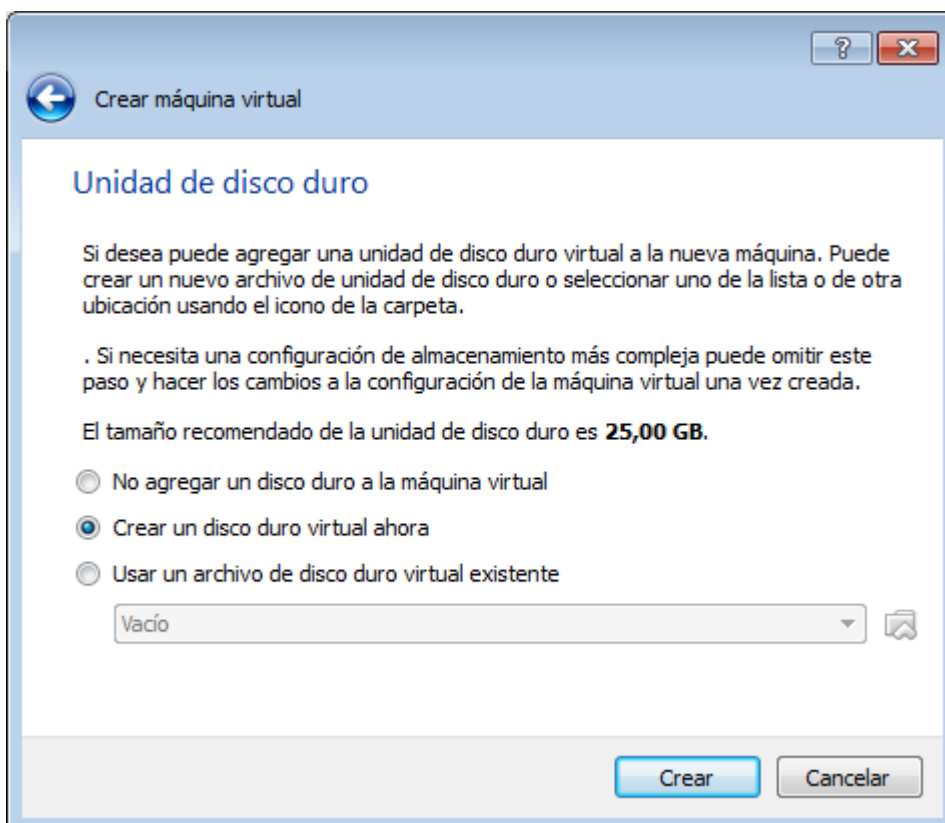 ?
Crear máquina virtual
Unidad de disco duro
Si desea puede agregar una unidad de disco duro virtual a la nueva máquina. Puede
crear un nuevo archivo de unidad de disco duro o seleccionar uno de la lista o de otra
ubicación usando el icono de la carpeta.
. Si necesita una configuración de almacenamiento más compleja puede omitir este
paso y hacer los cambios a la configuración de la máquina virtual una vez creada.
El tamaño recomendado de la unidad de disco duro es 25,00 GB.
No agregar un disco duro a la máquina virtual
Crear un disco duro virtual ahora
Usar un archivo de disco duro virtual existente
Vacío
Crear
Cancelar